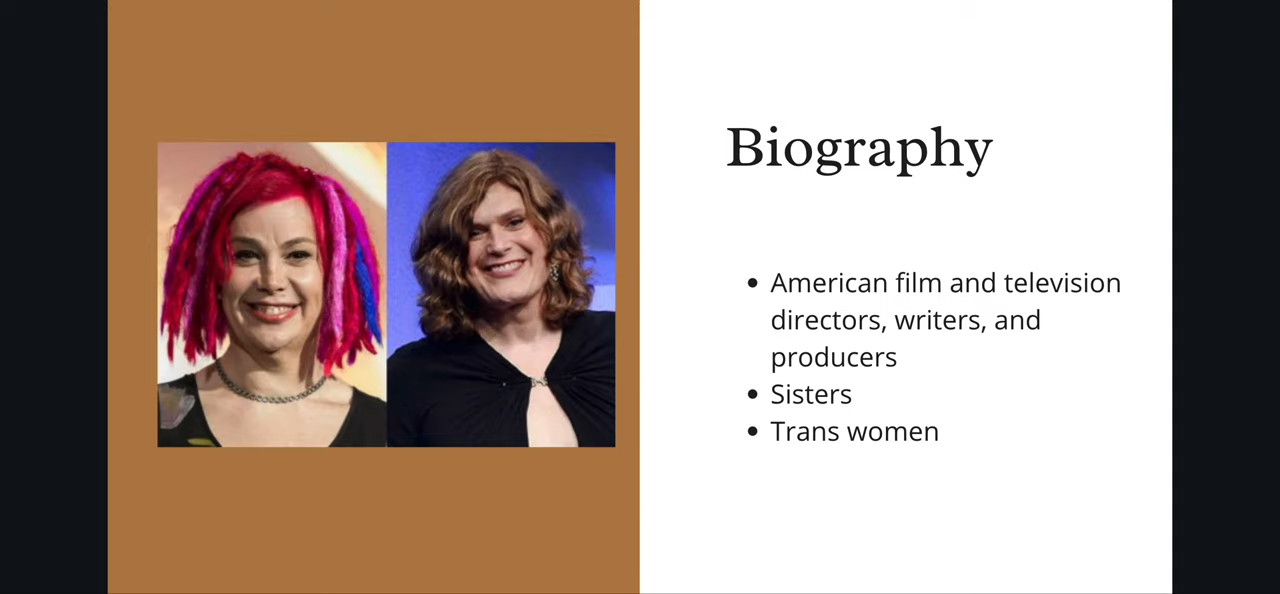 Biography
American film and television
directors, writers, and
producers
Sisters
Trans women